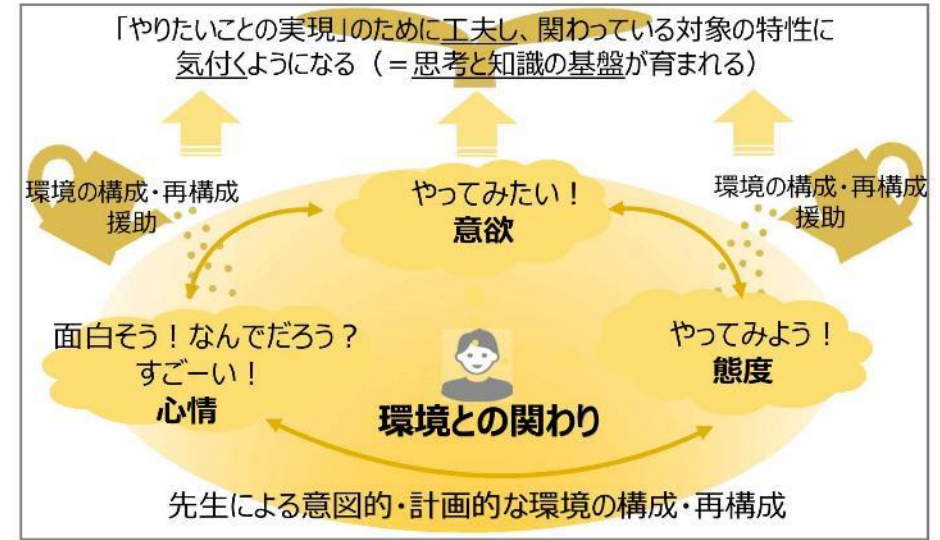 「やりたいことの実現」のために工夫し、関わっている対象の特性に
気付くようになる（＝思考と知識の基盤が育まれる）
環境の構成・再構成
援助
やってみたい！
意欲
環境の構成・再構成
援助
面白そう！なんでだろう？
すごーい！
心情
やってみよう！
態度
環境との関わり
先生による意図的・計画的な環境の構成・再構成